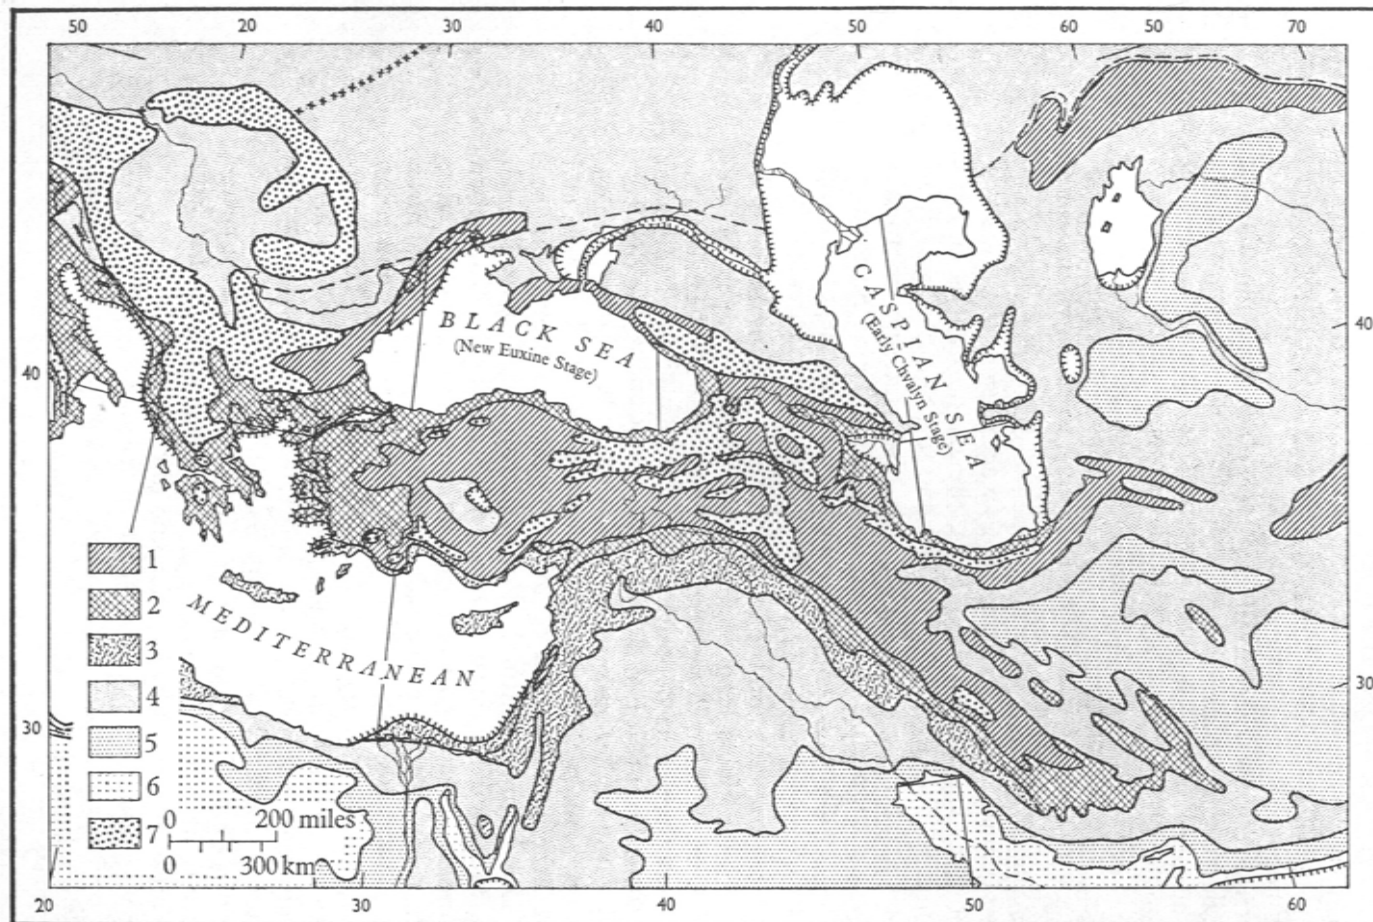 50 20 30 40 50 60 50 70
BLACK SEA
(New Euxine Stage)
CASPIAN SEA
(Early Chvalyn Stage)
40
40
1
2
3
MEDITERRANEAN
4
30
30
5
6
7
0 200 miles
0 300 km
20 30 40 50 60